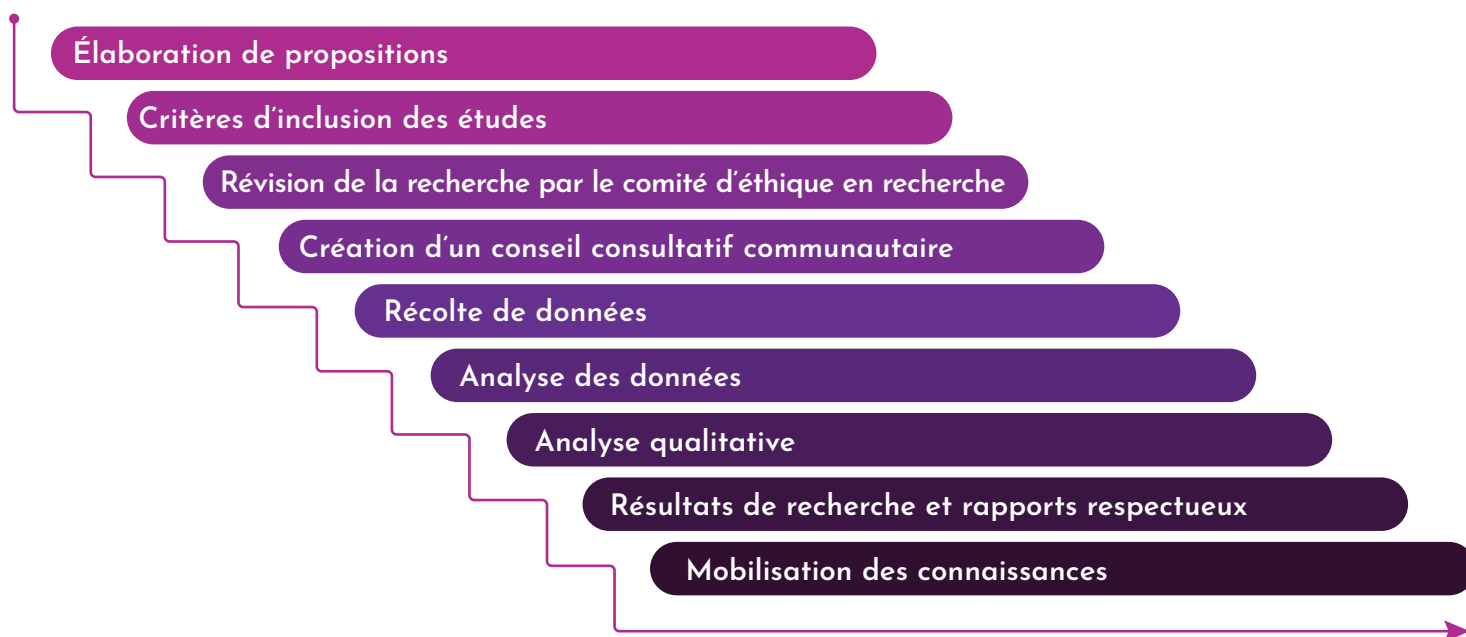 Élaboration de propositions
Critères d’inclusion des études
Révision de la recherche par le comité d’éthique en recherche
Création d’un conseil consultatif communautaire
Récolte de données
Analyse des données
Analyse qualitative
Résultats de recherche et rapports respectueux
Mobilisation des connaissances